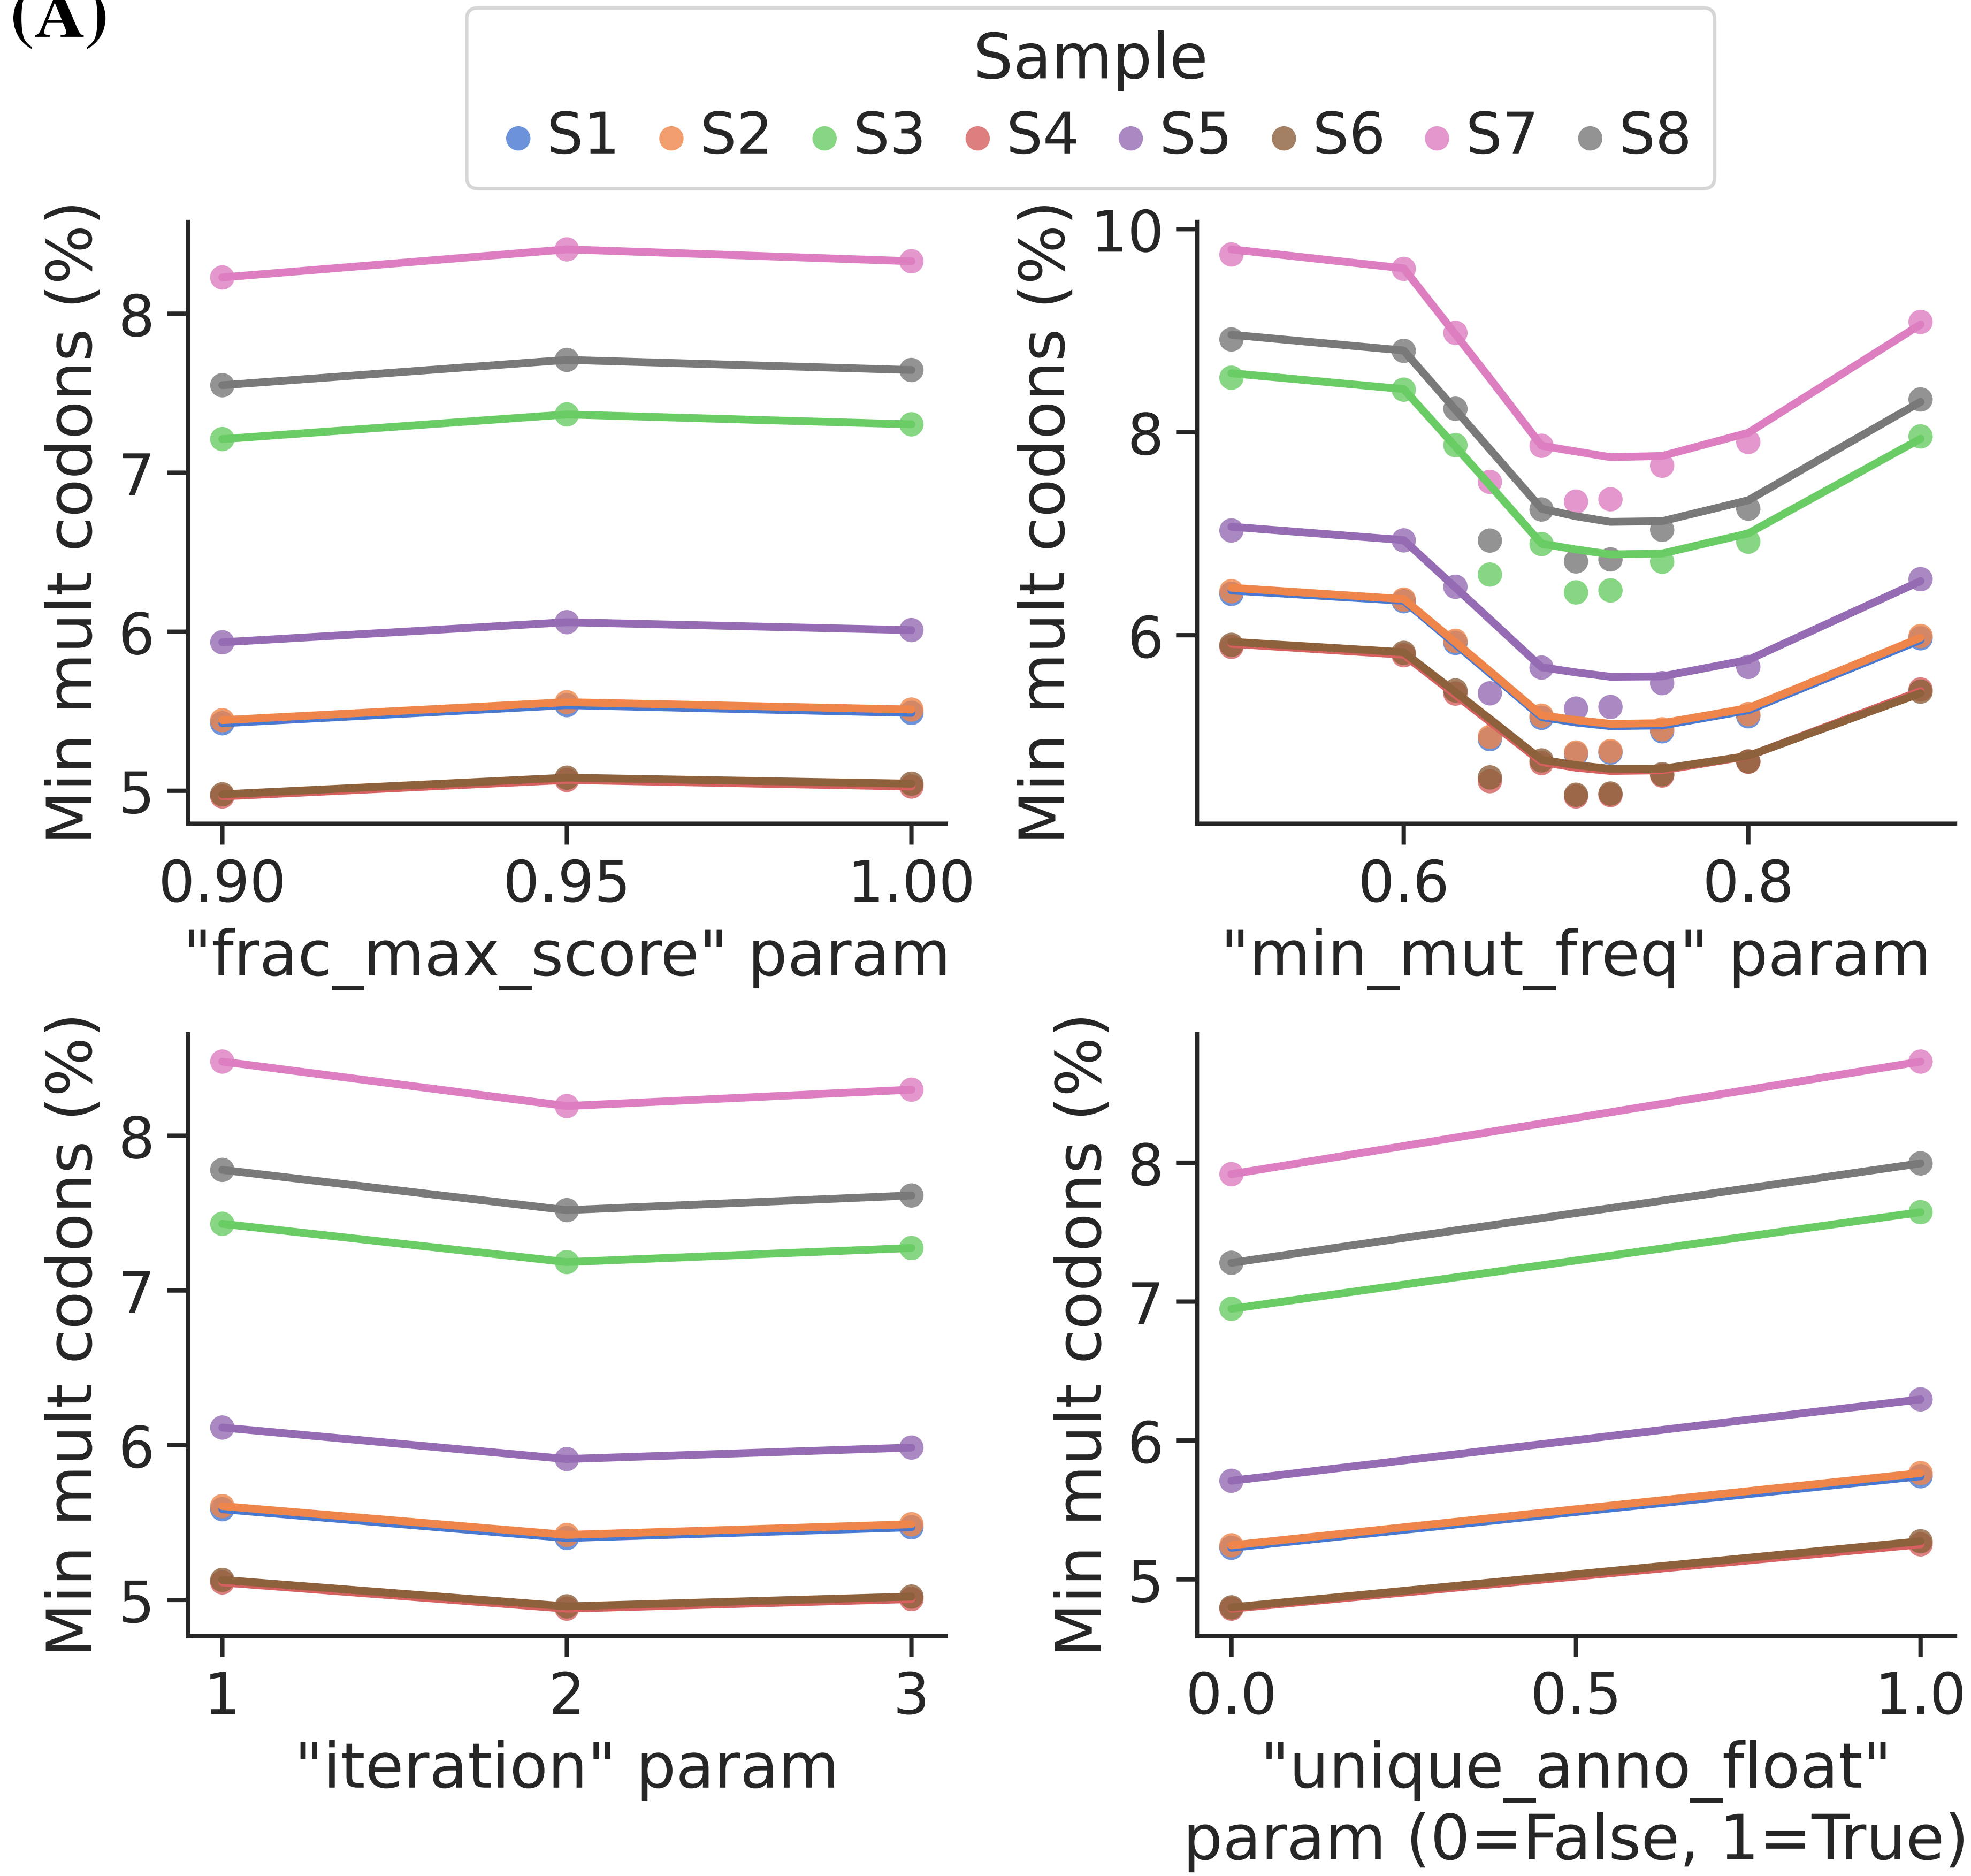 (A)
Sample
S1 S2 S3 S4 S5 S6 S7 S8
Min mult codons (%)
8
7
6
5
0.90 0.95 1.00
"frac_max_score" param
Min mult codons (%)
10
8
6
0.6 0.8
"min_mut_freq" param
Min mult codons (%)
8
7
6
5
1 2 3
"iteration" param
Min mult codons (%)
8
7
6
5
0.0 0.5 1.0
"unique_anno_float"
param (0=False, 1=True)